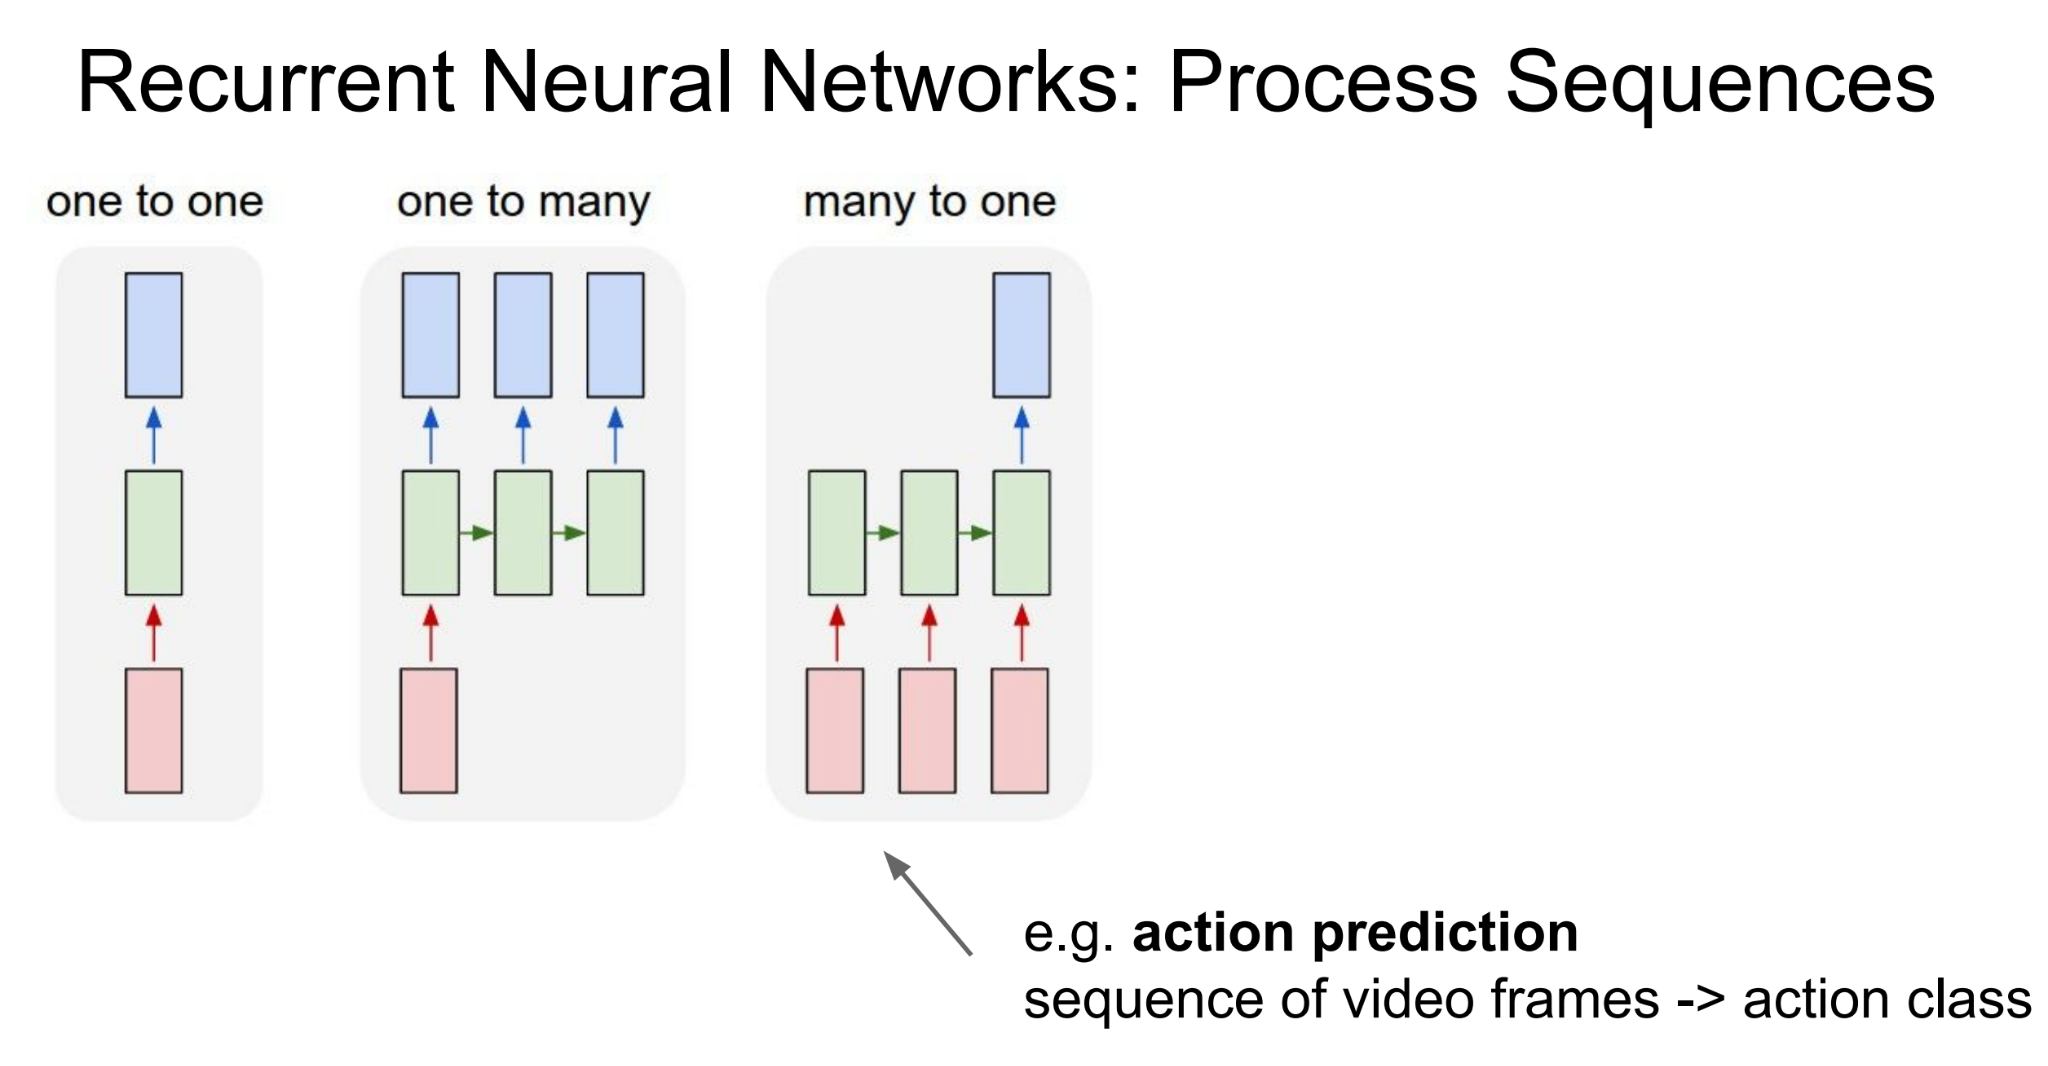 Recurrent Neural Networks: Process Sequences
one to one
one to many
many to one
e.g. action prediction
sequence of video frames -> action class